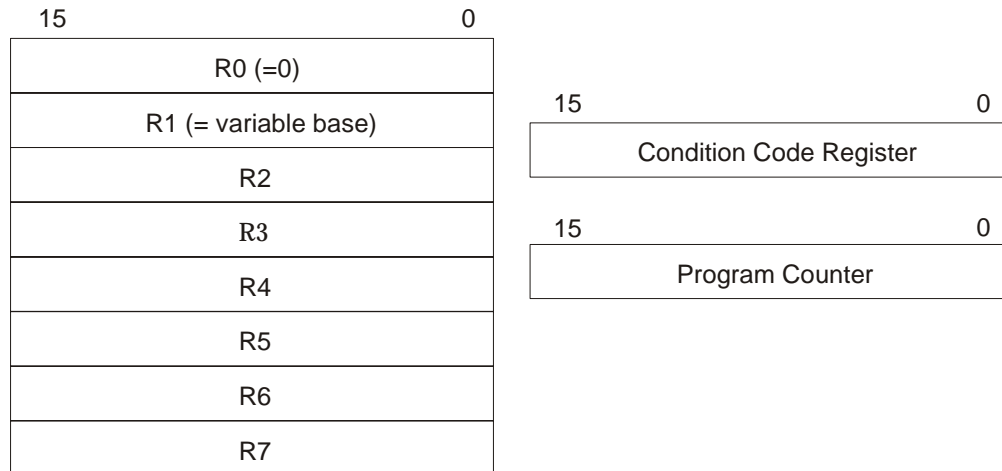 15 0
R0 (=0)
R1 (= variable base)
R2
R3
R4
R5
R6
R7
15 0
Condition Code Register
15 0
Program Counter